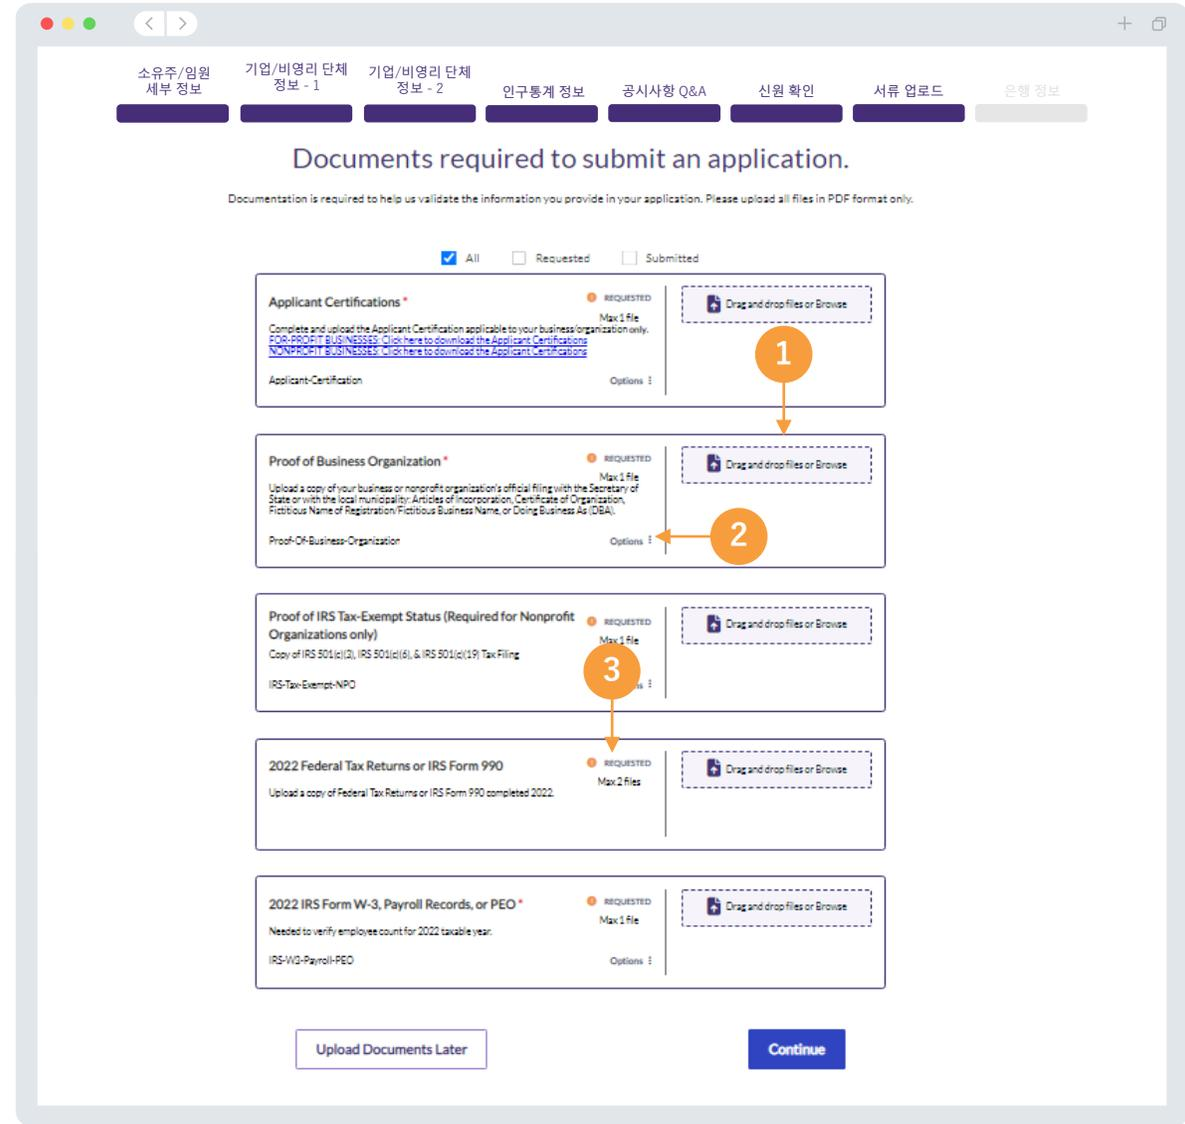 소유주/임원
세부 정보
기업/비영리 단체
정보 - 1
기업/비영리 단체
정보 - 2
인구통계 정보
공시사항 Q&A
신원 확인
서류 업로드
은행 정보
Documents required to submit an application.
Documentation is required to help us validate the information you provide in your application. Please upload all files in PDF format only.
All
Requested
Submitted
Applicant Certifications *
REQUESTED
Max 1 file
Complete and upload the Applicant Certification applicable to your business/organization only.
FOR-PROFIT BUSINESSES: Click here to download the Applicant Certifications
NONPROFIT BUSINESSES: Click here to download the Applicant Certifications
Applicant-Certification
Options
Drag and drop files or Browse
1
Proof of Business Organization *
REQUESTED
Max 1 file
Upload a copy of your business or nonprofit organization's official filing with the Secretary of
State or with the local municipality: Articles of Incorporation, Certificate of Organization,
Fictitious Name of Registration/Fictitious Business Name, or Doing Business As (DBA).
Proof-Of-Business-Organization
Options
Drag and drop files or Browse
2
Proof of IRS Tax-Exempt Status (Required for Nonprofit
Organizations only)
REQUESTED
Max 1 file
Copy of IRS 501(c)(3), IRS 501(c)(6), & IRS 501(c)(19) Tax Filing
IRS-Tax-Exempt-NPO
Drag and drop files or Browse
3
2022 Federal Tax Returns or IRS Form 990
REQUESTED
Max 2 files
Upload a copy of Federal Tax Returns or IRS Form 990 completed 2022.
Drag and drop files or Browse
2022 IRS Form W-3, Payroll Records, or PEO *
REQUESTED
Max 1 file
Needed to verify employee count for 2022 taxable year.
IRS-W3-Payroll-PEO
Options
Drag and drop files or Browse
Upload Documents Later
Continue